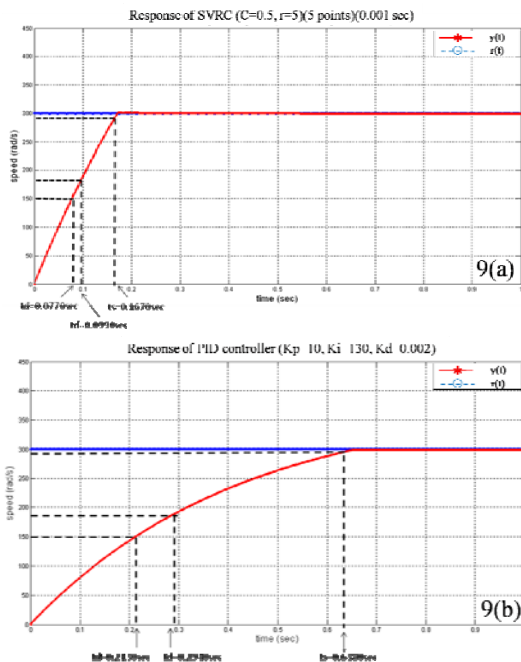 Response of SVRC (C=0.5, r=5)(5 points)(0.001 sec)
y(t)
r(t)
450
400
350
300
250
200
150
100
50
0
speed (rad/s)
0 0.1 0.2 0.3 0.4 0.5 0.6 0.7 0.8 0.9 1
time (sec)
9(a)
Response of PID controller (Kp=10, Ki=130, Kd=0.002)
y(t)
r(t)
450
400
350
300
250
200
150
100
50
0
speed (rad/s)
0 0.1 0.2 0.3 0.4 0.5 0.6 0.7 0.8 0.9 1
time (sec)
9(b)